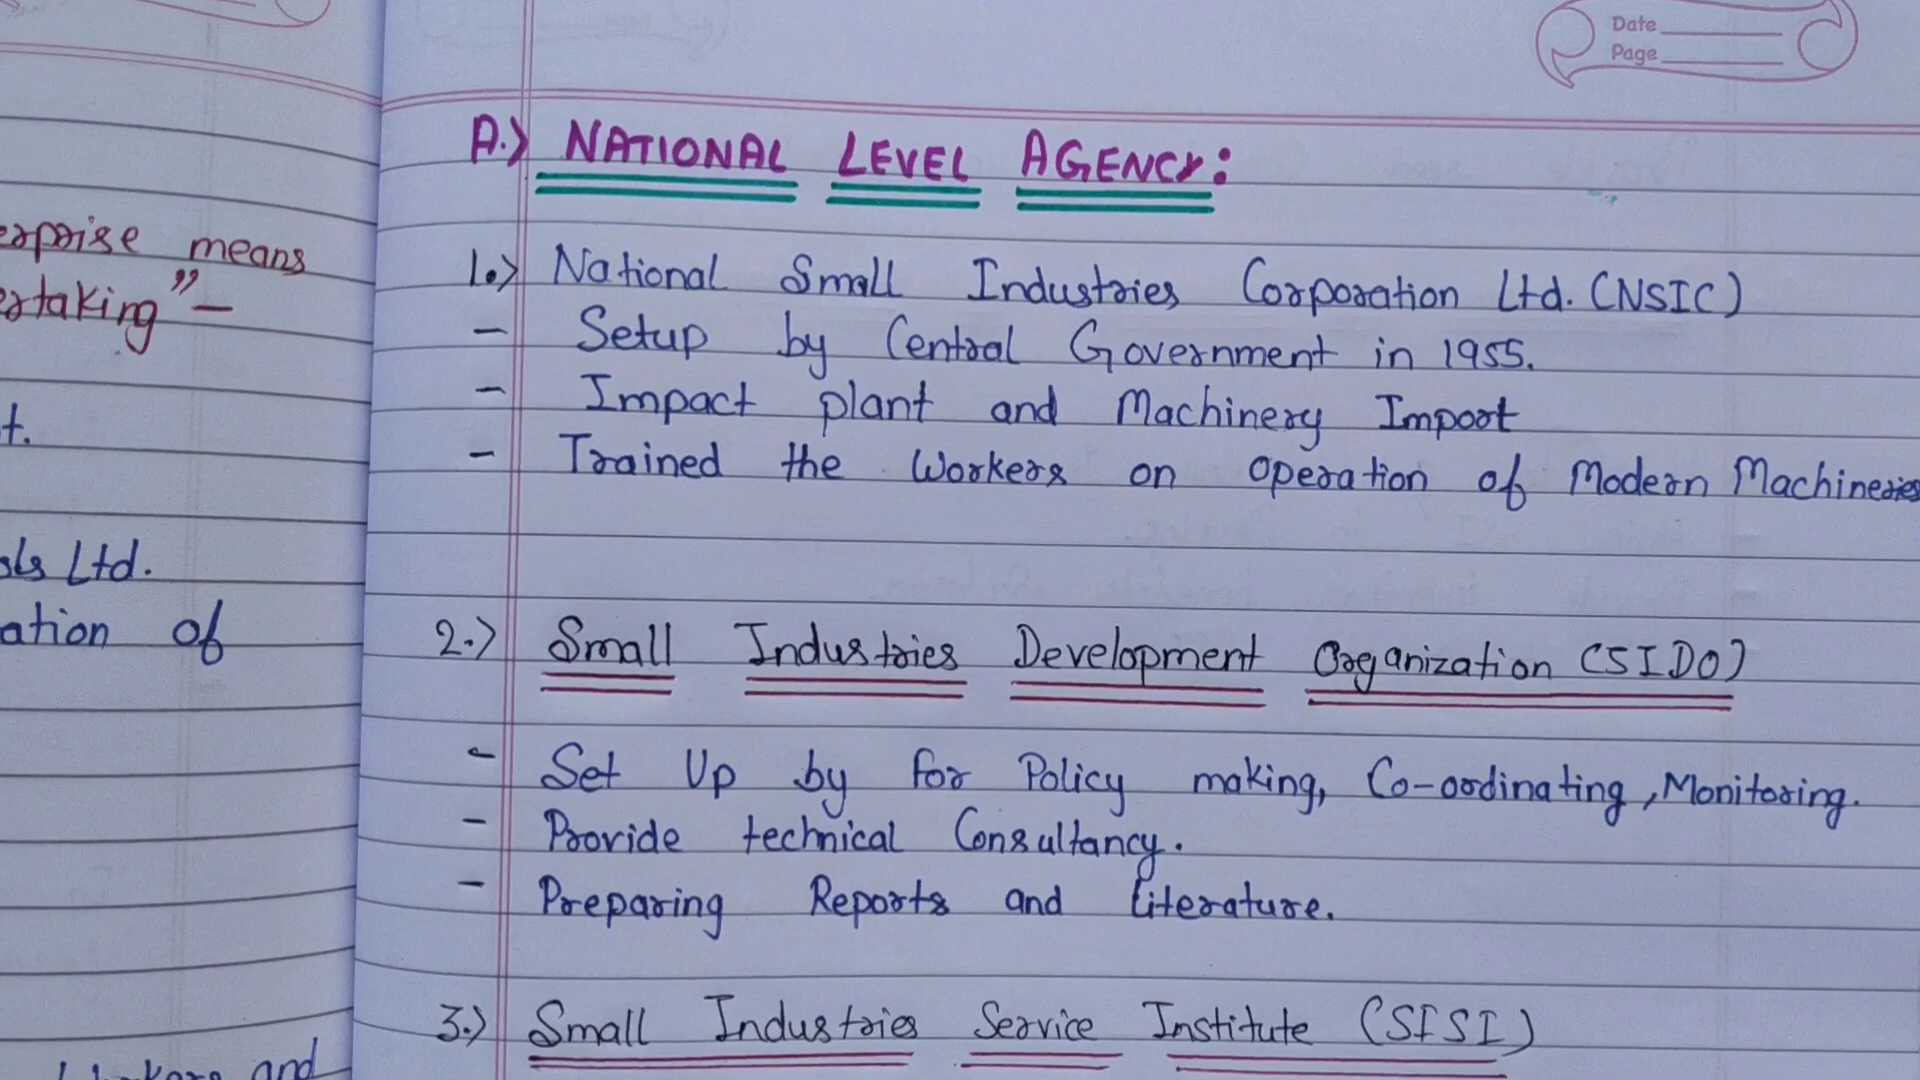 Date
Page
A.) NATIONAL LEVEL AGENCY:
1.) National Small Industries Corporation Ltd. (NSIC)
– Setup by Central Government in 1955.
– Impact plant and Machinery Import
– Trained the Workers on operation of Modern Machineries
2.) Small Industries Development Organization (SIDO)
– Set Up by for Policy making, Co-ordinating, Monitoring.
– Provide technical Consultancy.
– Preparing Reports and Literature.
3.) Small Industries Service Institute (SISI)
means
”–
t.
Ltd.
of
and